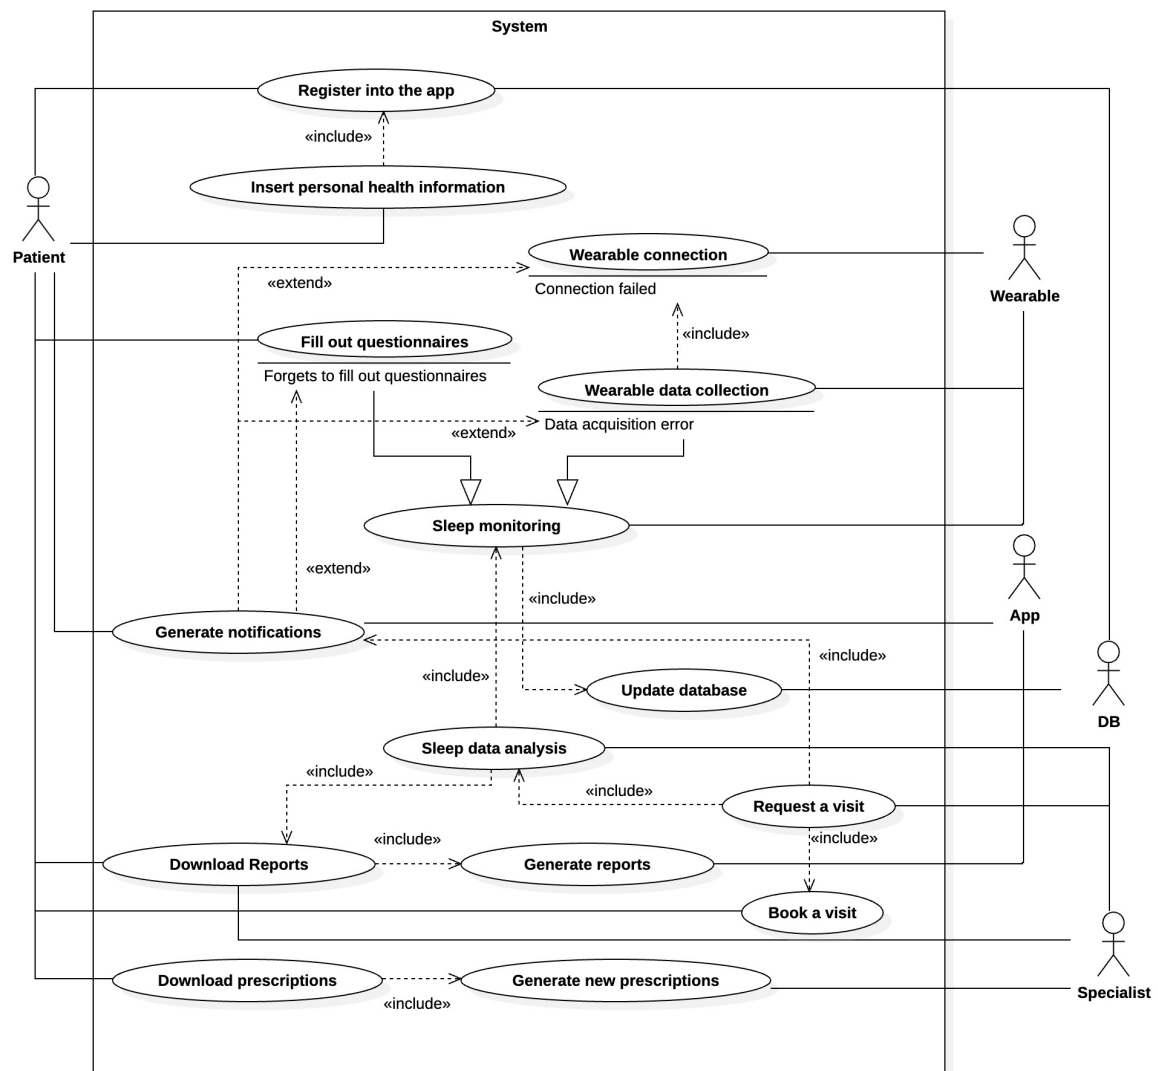 System
Register into the app
«include»
Insert personal health information
Patient
Wearable connection
«extend»
Connection failed
Wearable
Fill out questionnaires
«include»
Forgets to fill out questionnaires
Wearable data collection
«extend»
Data acquisition error
Sleep monitoring
«extend»
«include»
App
Generate notifications
«include»
«include»
Update database
DB
Sleep data analysis
«include»
«include»
Request a visit
«include»
«include»
Download Reports
Generate reports
Book a visit
Download prescriptions
Generate new prescriptions
Specialist
«include»